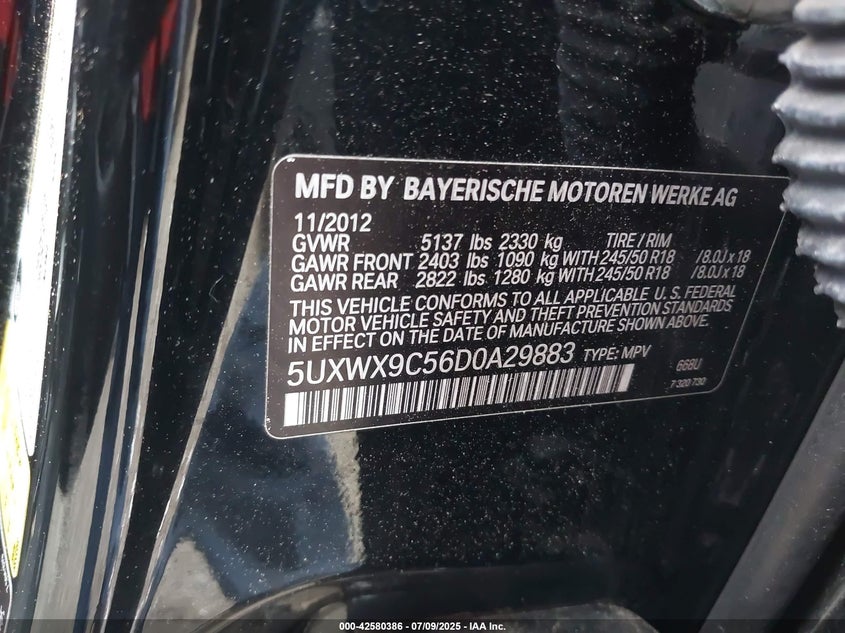 MFD BY BAYERISCHE MOTOREN WERKE AG
11/2012
GVWR 5137 lbs 2330 kg TIRE / RIM
GAWR FRONT 2403 lbs 1090 kg WITH 245/50 R18 /8.0J x 18
GAWR REAR 2822 lbs 1280 kg WITH 245/50 R18 /8.0J x 18
THIS VEHICLE CONFORMS TO ALL APPLICABLE U.S. FEDERAL
MOTOR VEHICLE SAFETY AND THEFT PREVENTION STANDARDS
IN EFFECT ON THE DATE OF MANUFACTURE SHOWN ABOVE.
5UXWX9C56D0A29883 TYPE: MPV 668U
7 320 730
000-42580386 - 07/09/2025 - IAA Inc.